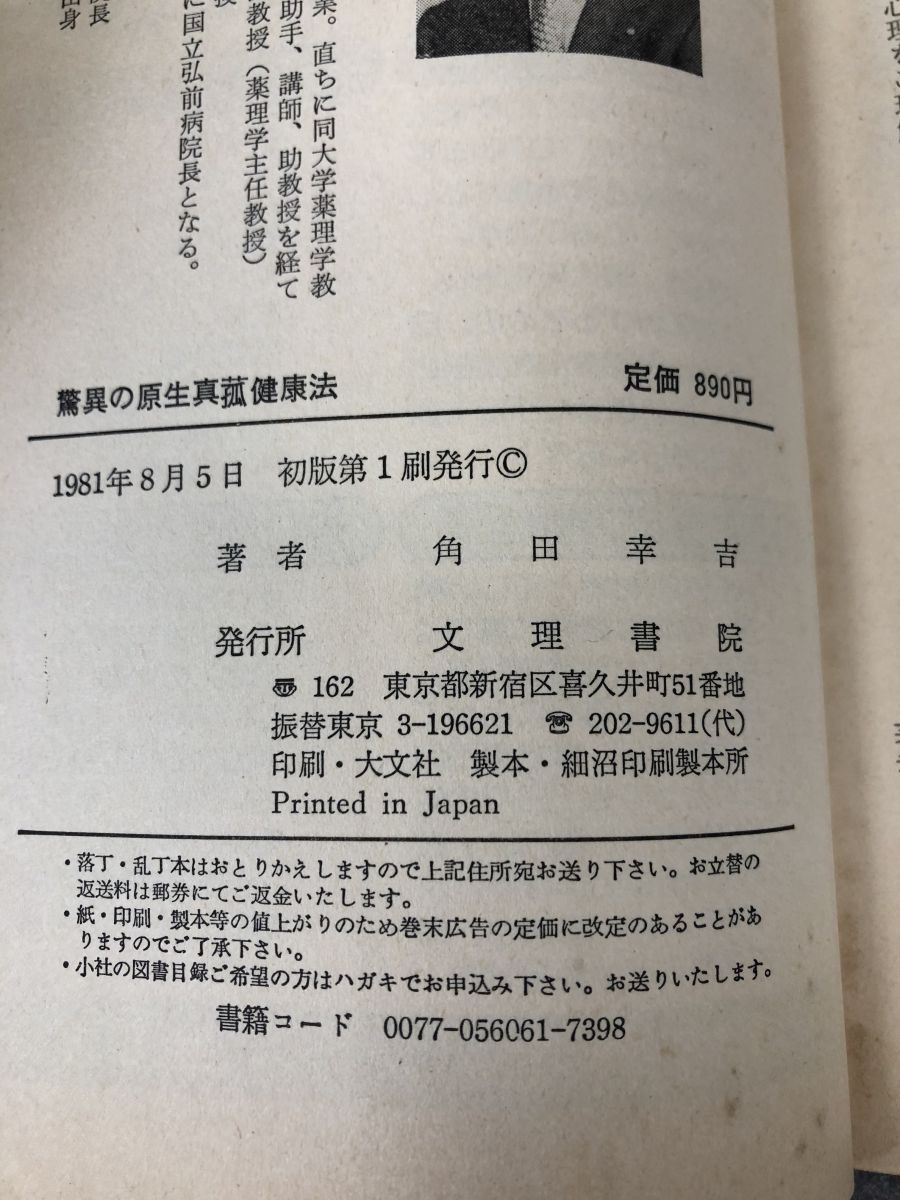 業。直ちに同大学薬理学教
助手、講師、助教授を経て
教授(薬理学主任教授)
に国立弘前病院長となる。
院長
出身
驚異の原生真菰健康法 定価 890円
1981年8月5日 初版第1刷発行©
著者 角田幸吉
発行所 文理書院
〠 162 東京都新宿区喜久井町51番地
振替東京 3-196621 ☎ 202-9611(代)
印刷・大文社 製本・細沼印刷製本所
Printed in Japan
・落丁・乱丁本はおとりかえしますので上記住所宛お送り下さい。お立替の
返送料は郵券にてご返金いたします。
・紙・印刷・製本等の値上がりのため巻末広告の定価に改定のあることがあ
りますのでご了承下さい。
・小社の図書目録ご希望の方はハガキでお申込み下さい。お送りいたします。
書籍コード 0077-056061-7398